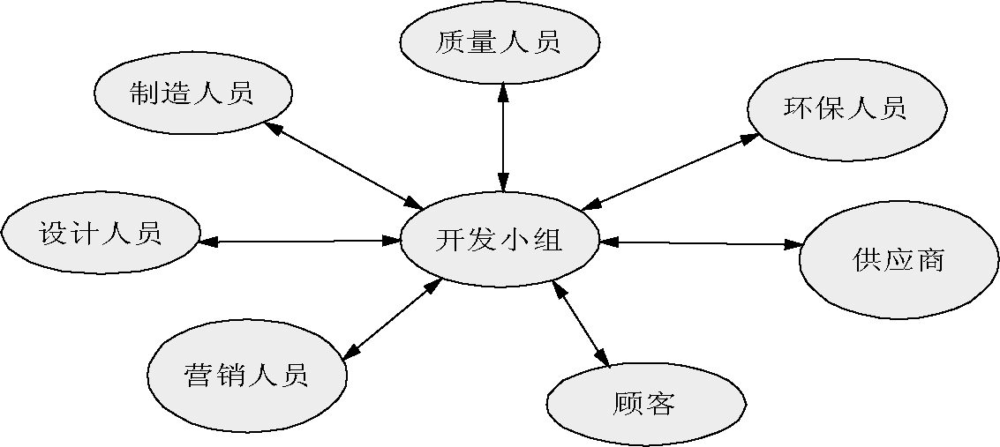 质量人员
制造人员
环保人员
设计人员
开发小组
供应商
营销人员
顾客